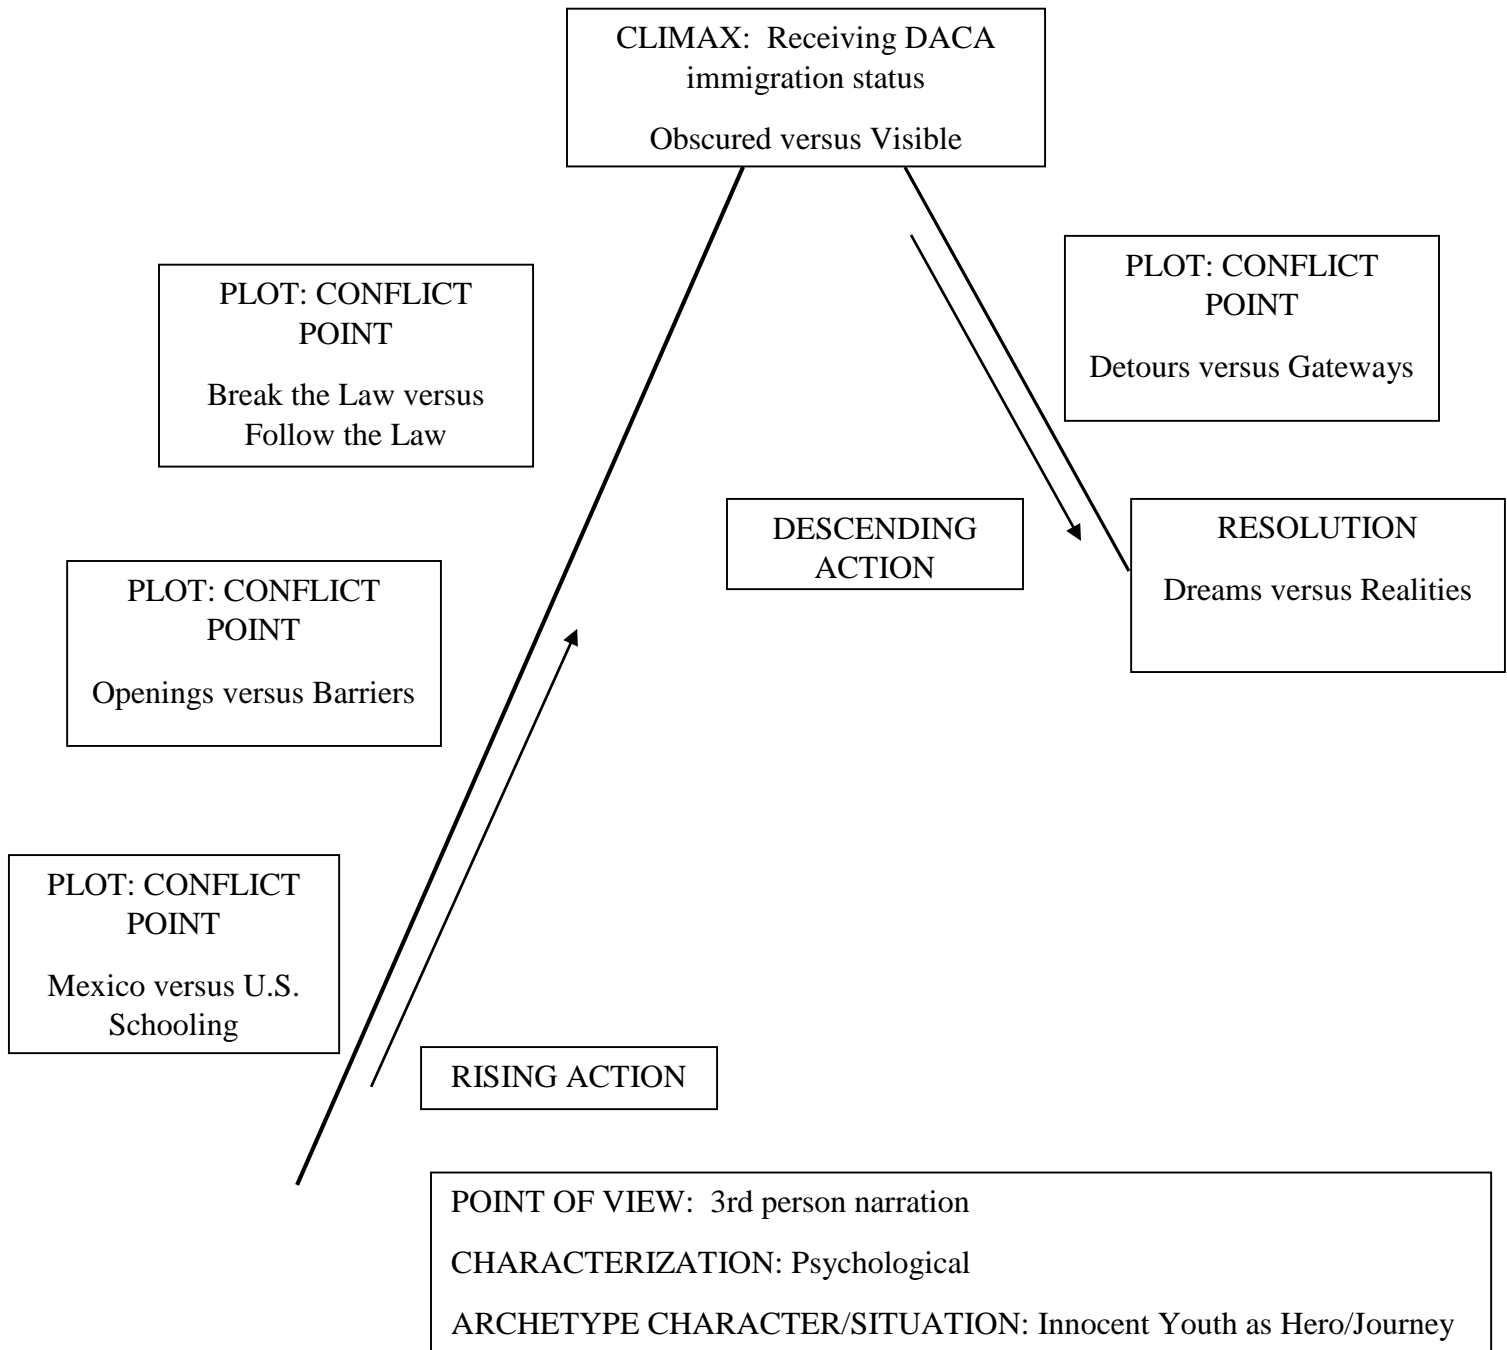 CLIMAX:  Receiving DACA
immigration status
Obscured versus Visible
PLOT: CONFLICT
POINT
Detours versus Gateways
PLOT: CONFLICT
POINT
Break the Law versus
Follow the Law
DESCENDING
ACTION
RESOLUTION
Dreams versus Realities
PLOT: CONFLICT
POINT
Openings versus Barriers
PLOT: CONFLICT
POINT
Mexico versus U.S.
Schooling
RISING ACTION
POINT OF VIEW:  3rd person narration
CHARACTERIZATION: Psychological
ARCHETYPE CHARACTER/SITUATION: Innocent Youth as Hero/Journey